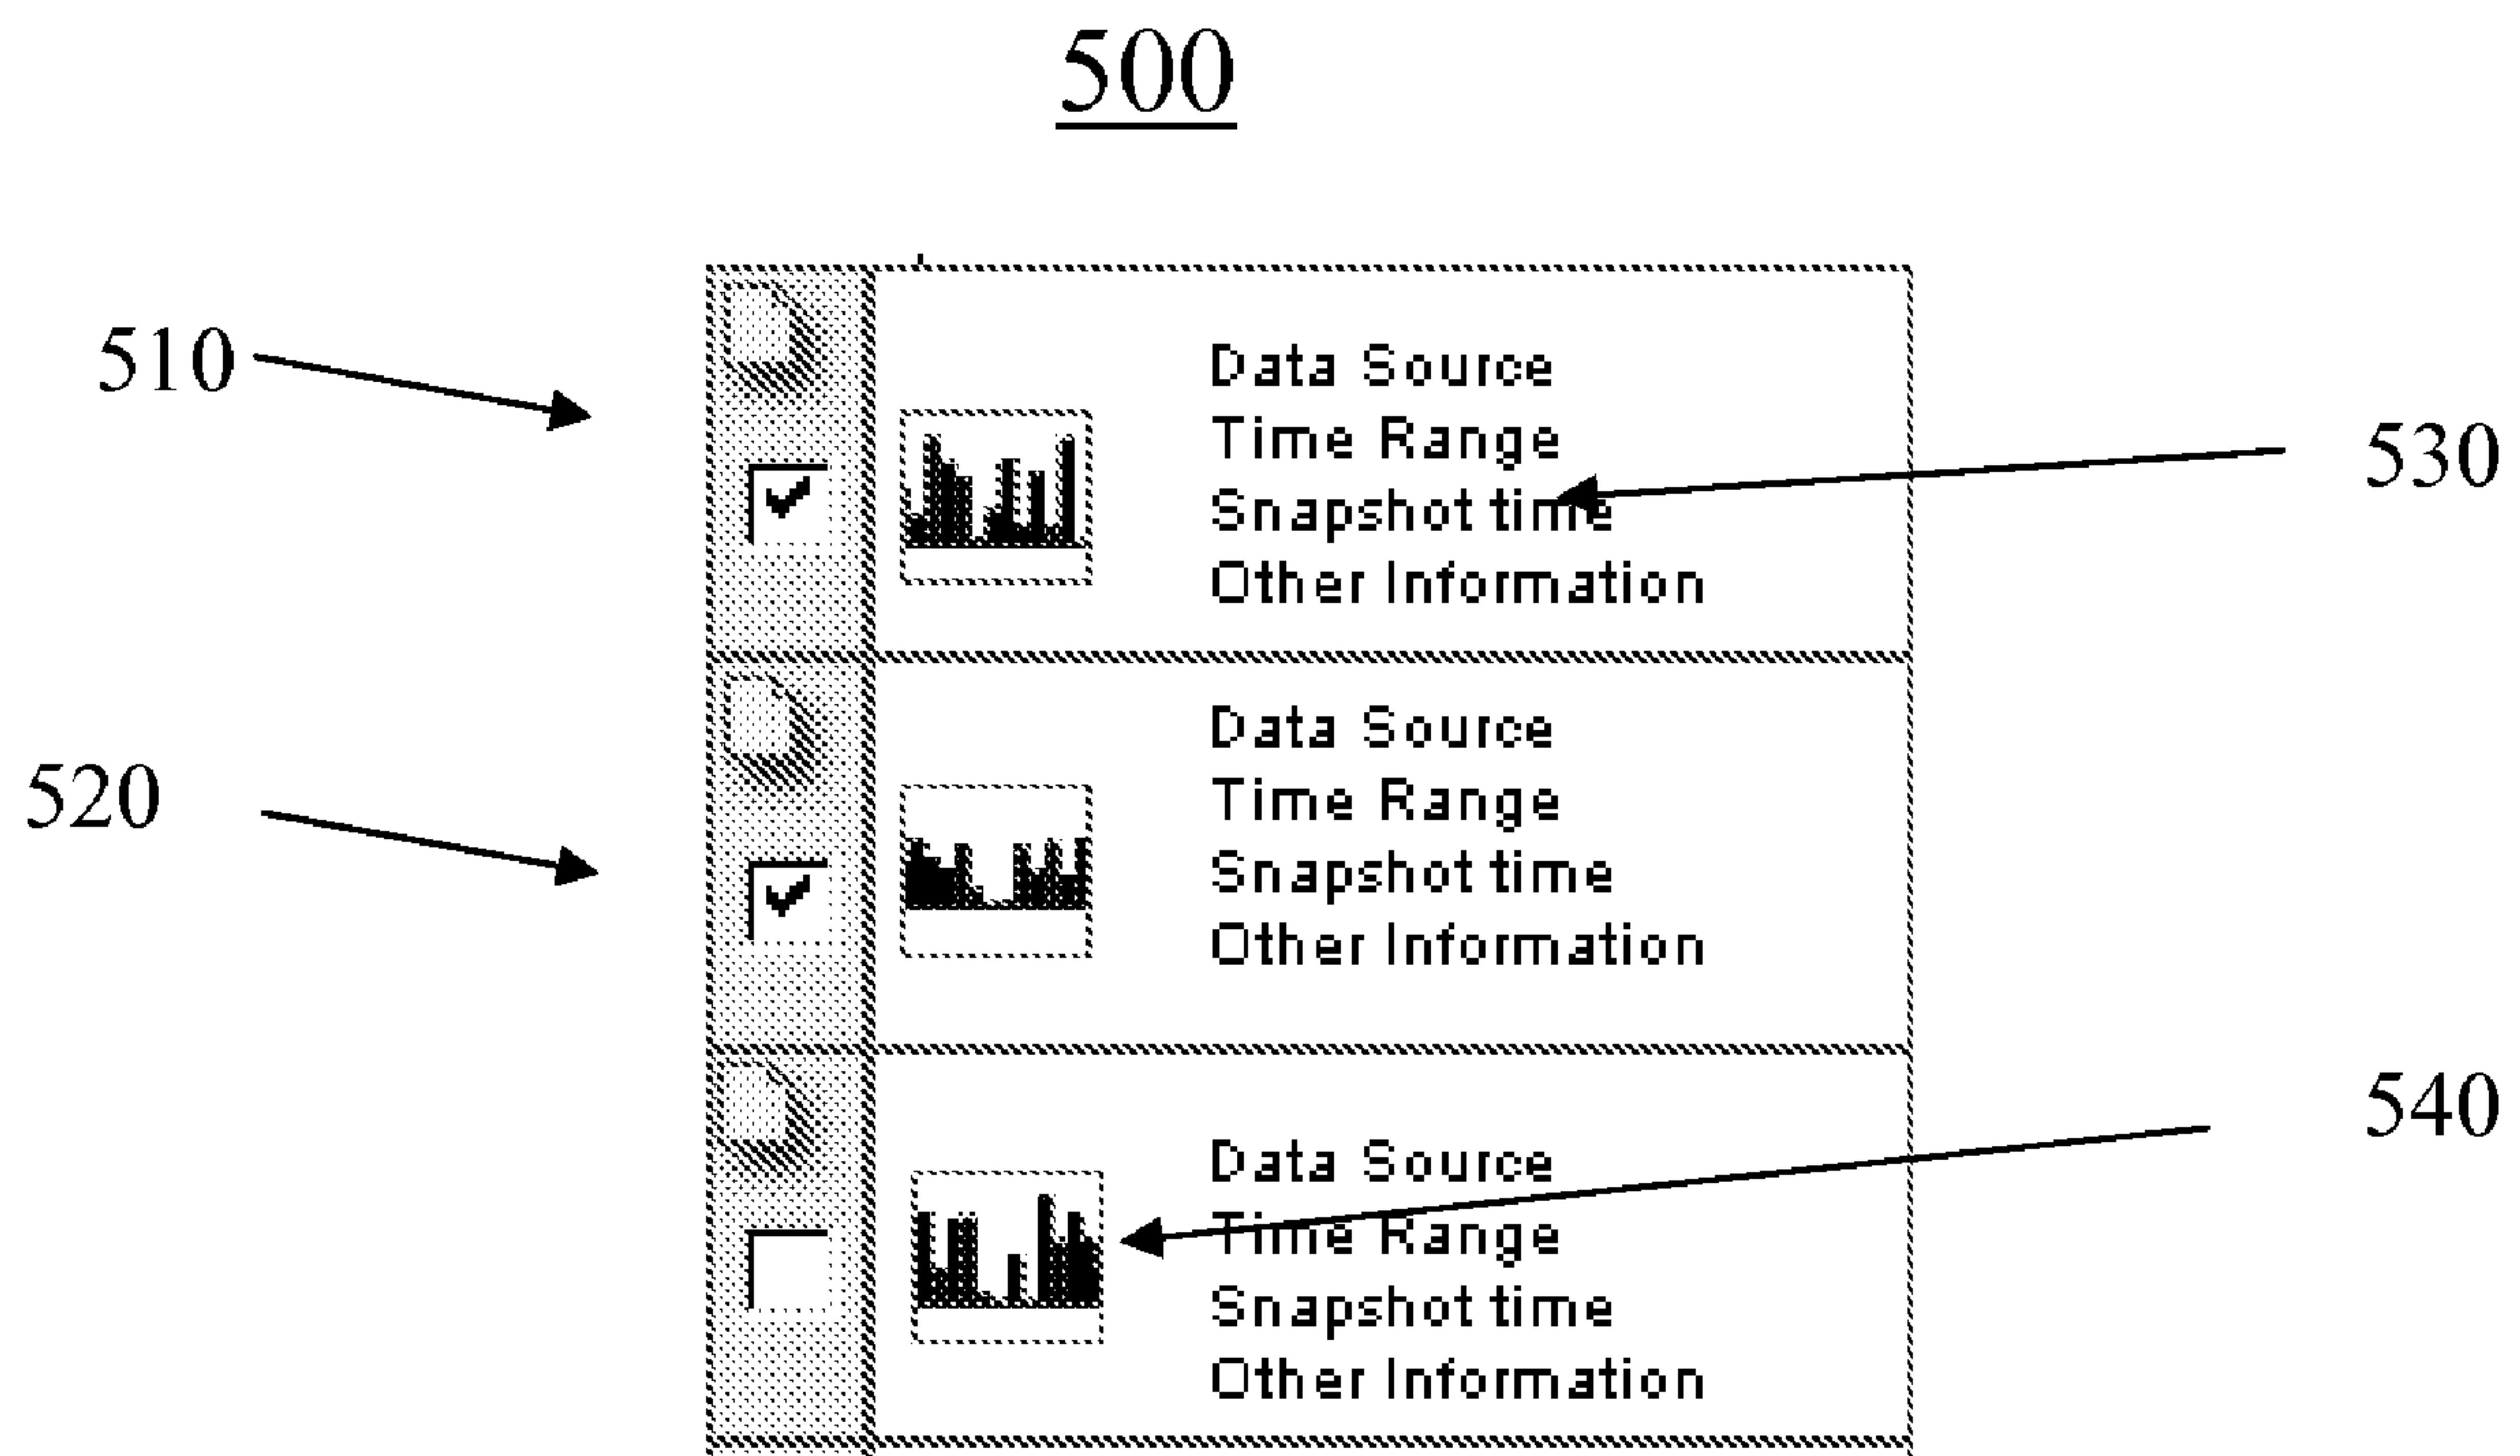 500
510
Data Source
Time Range
Snapshot time
Other Information
530
520
Data Source
Time Range
Snapshot time
Other Information
540
Data Source
Time Range
Snapshot time
Other Information